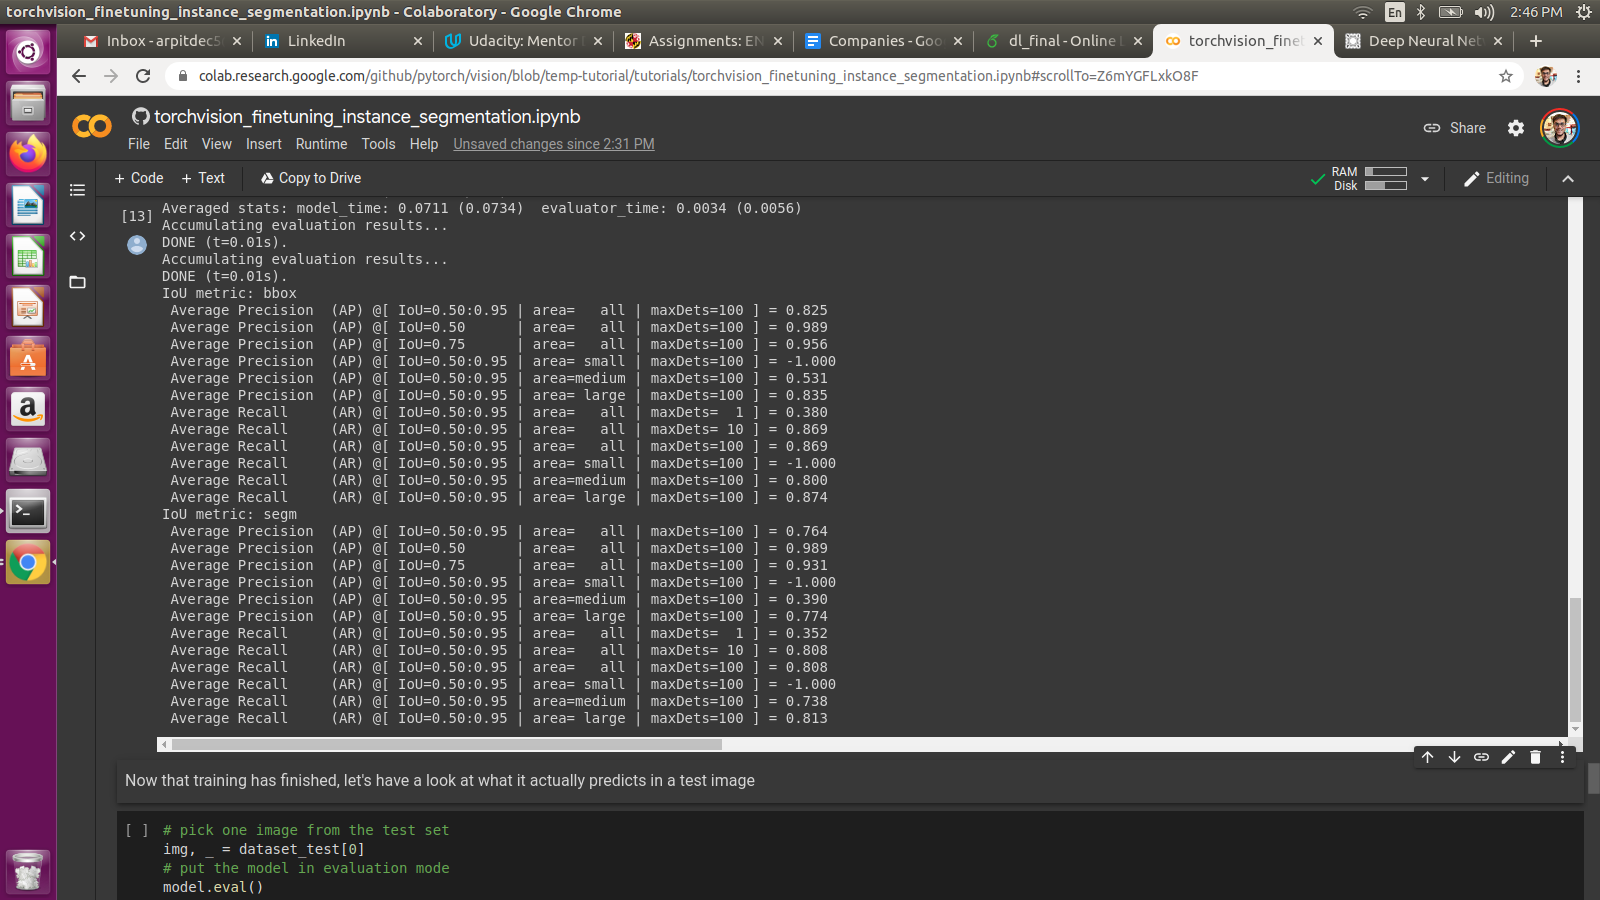 torchvision_finetuning_instance_segmentation.ipynb - Colaboratory - Google Chrome
En
2:46 PM
Inbox - arpitdec5
LinkedIn
Udacity: Mentor
Assignments: EN
Companies - Goo
dl_final - Online L
torchvision_finet
Deep Neural Net
colab.research.google.com/github/pytorch/vision/blob/temp-tutorial/tutorials/torchvision_finetuning_instance_segmentation.ipynb#scrollTo=Z6mYGFLxkO8F
torchvision_finetuning_instance_segmentation.ipynb
Share
File Edit View Insert Runtime Tools Help Unsaved changes since 2:31 PM
+ Code + Text Copy to Drive
RAM
Disk
Editing
[13]
Averaged stats: model_time: 0.0711 (0.0734)  evaluator_time: 0.0034 (0.0056)
Accumulating evaluation results...
DONE (t=0.01s).
Accumulating evaluation results...
DONE (t=0.01s).
IoU metric: bbox
Average Precision  (AP) @[ IoU=0.50:0.95 | area=   all | maxDets=100 ] = 0.825
Average Precision  (AP) @[ IoU=0.50      | area=   all | maxDets=100 ] = 0.989
Average Precision  (AP) @[ IoU=0.75      | area=   all | maxDets=100 ] = 0.956
Average Precision  (AP) @[ IoU=0.50:0.95 | area= small | maxDets=100 ] = -1.000
Average Precision  (AP) @[ IoU=0.50:0.95 | area=medium | maxDets=100 ] = 0.531
Average Precision  (AP) @[ IoU=0.50:0.95 | area= large | maxDets=100 ] = 0.835
Average Recall     (AR) @[ IoU=0.50:0.95 | area=   all | maxDets=  1 ] = 0.380
Average Recall     (AR) @[ IoU=0.50:0.95 | area=   all | maxDets= 10 ] = 0.869
Average Recall     (AR) @[ IoU=0.50:0.95 | area=   all | maxDets=100 ] = 0.869
Average Recall     (AR) @[ IoU=0.50:0.95 | area= small | maxDets=100 ] = -1.000
Average Recall     (AR) @[ IoU=0.50:0.95 | area=medium | maxDets=100 ] = 0.800
Average Recall     (AR) @[ IoU=0.50:0.95 | area= large | maxDets=100 ] = 0.874
IoU metric: segm
Average Precision  (AP) @[ IoU=0.50:0.95 | area=   all | maxDets=100 ] = 0.764
Average Precision  (AP) @[ IoU=0.50      | area=   all | maxDets=100 ] = 0.989
Average Precision  (AP) @[ IoU=0.75      | area=   all | maxDets=100 ] = 0.931
Average Precision  (AP) @[ IoU=0.50:0.95 | area= small | maxDets=100 ] = -1.000
Average Precision  (AP) @[ IoU=0.50:0.95 | area=medium | maxDets=100 ] = 0.390
Average Precision  (AP) @[ IoU=0.50:0.95 | area= large | maxDets=100 ] = 0.774
Average Recall     (AR) @[ IoU=0.50:0.95 | area=   all | maxDets=  1 ] = 0.352
Average Recall     (AR) @[ IoU=0.50:0.95 | area=   all | maxDets= 10 ] = 0.808
Average Recall     (AR) @[ IoU=0.50:0.95 | area=   all | maxDets=100 ] = 0.808
Average Recall     (AR) @[ IoU=0.50:0.95 | area= small | maxDets=100 ] = -1.000
Average Recall     (AR) @[ IoU=0.50:0.95 | area=medium | maxDets=100 ] = 0.738
Average Recall     (AR) @[ IoU=0.50:0.95 | area= large | maxDets=100 ] = 0.813
Now that training has finished, let's have a look at what it actually predicts in a test image
[ ] # pick one image from the test set
img, _ = dataset_test[0]
# put the model in evaluation mode
model.eval()